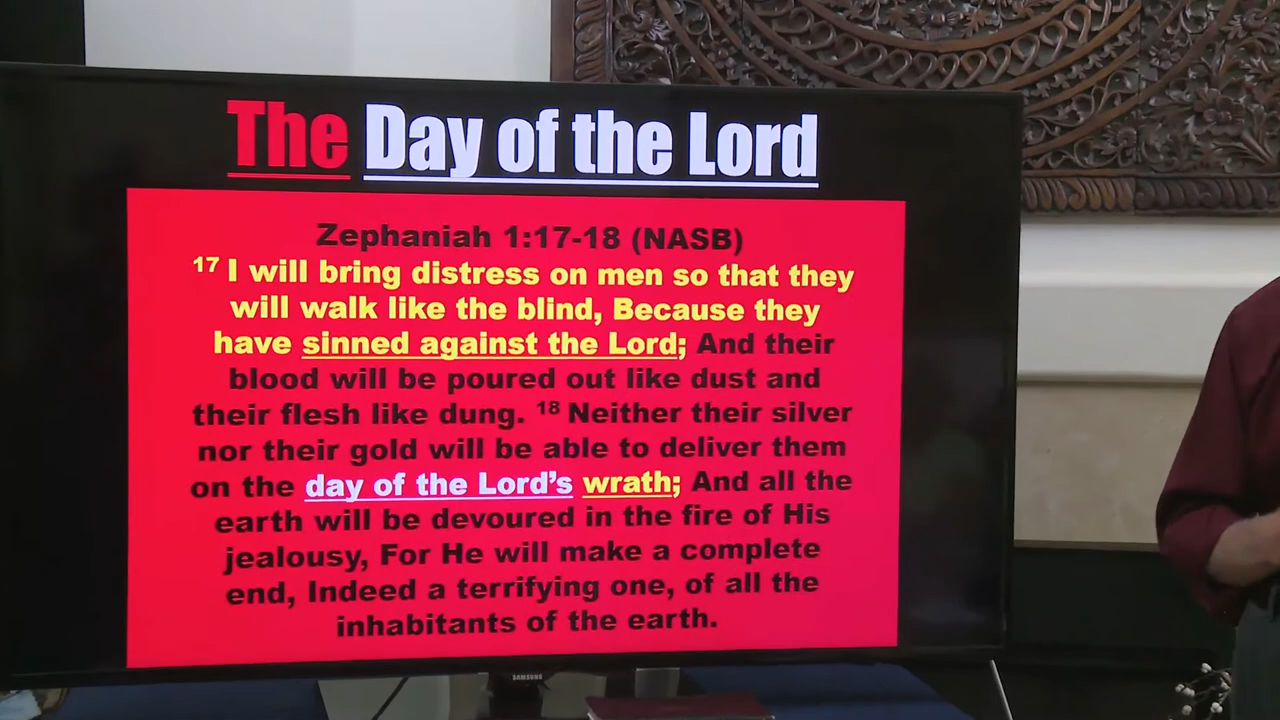 The Day of the Lord
Zephaniah 1:17-18 (NASB)
17 I will bring distress on men so that they
will walk like the blind, Because they
have sinned against the Lord; And their
blood will be poured out like dust and
their flesh like dung. 18 Neither their silver
nor their gold will be able to deliver them
on the day of the Lord's wrath; And all the
earth will be devoured in the fire of His
jealousy, For He will make a complete
end, Indeed a terrifying one, of all the
inhabitants of the earth.
SAMSUNG